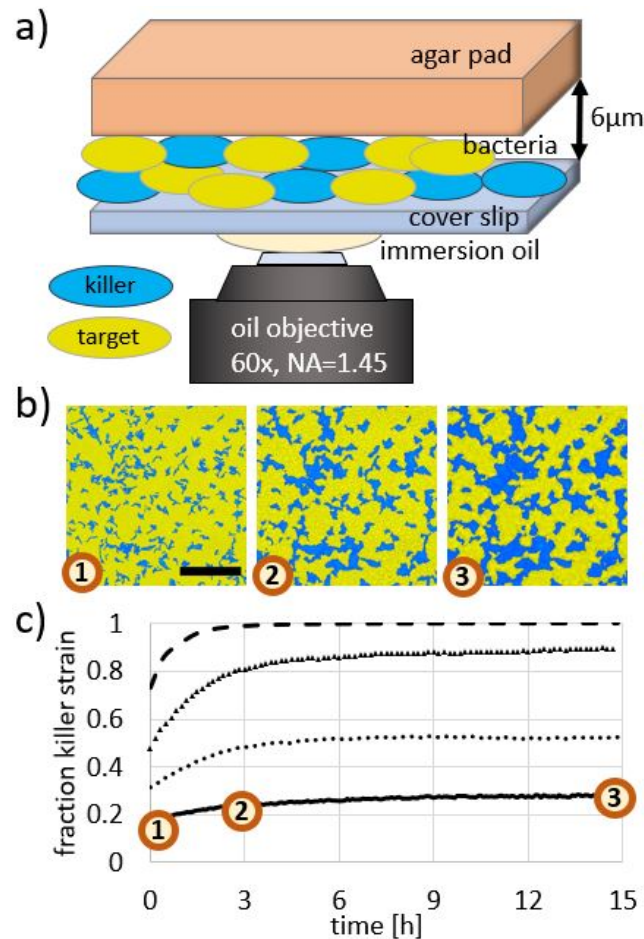 a)
agar pad
6μm
bacteria
cover slip
immersion oil
killer
target
oil objective
60x, NA=1.45
b)
1
2
3
c)
1
0.8
0.6
0.4
0.2
0
fraction killer strain
1
2
3
0
3
6
9
12
15
time [h]